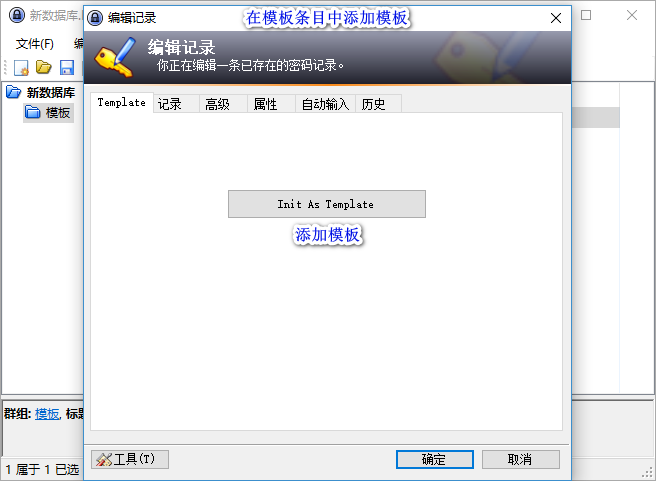 新数据库.
编辑记录
在模板条目中添加模板
文件(F)
编辑记录
你正在编辑一条已存在的密码记录。
新数据库
模板
Template 记录 高级 属性 自动输入 历史
Init As Template
添加模板
群组: 模板, 标题
1 属于 1 已选
工具(T) 确定 取消